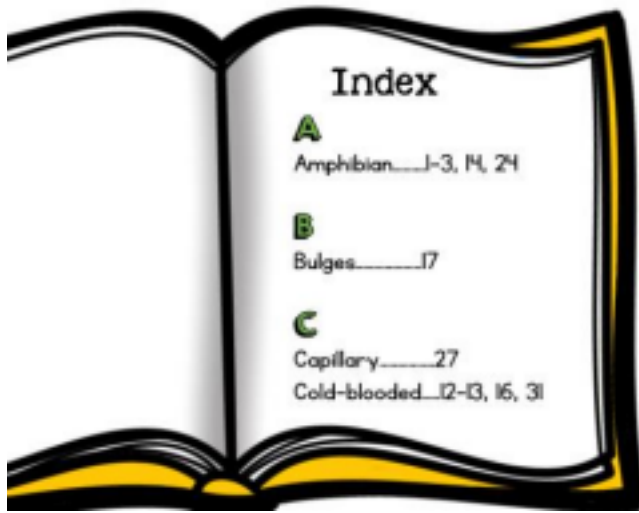 Index
A
Amphibian......1-3, 14, 24
B
Bulges.............17
C
Capillary...........27
Cold-blooded....12-13, 16, 31